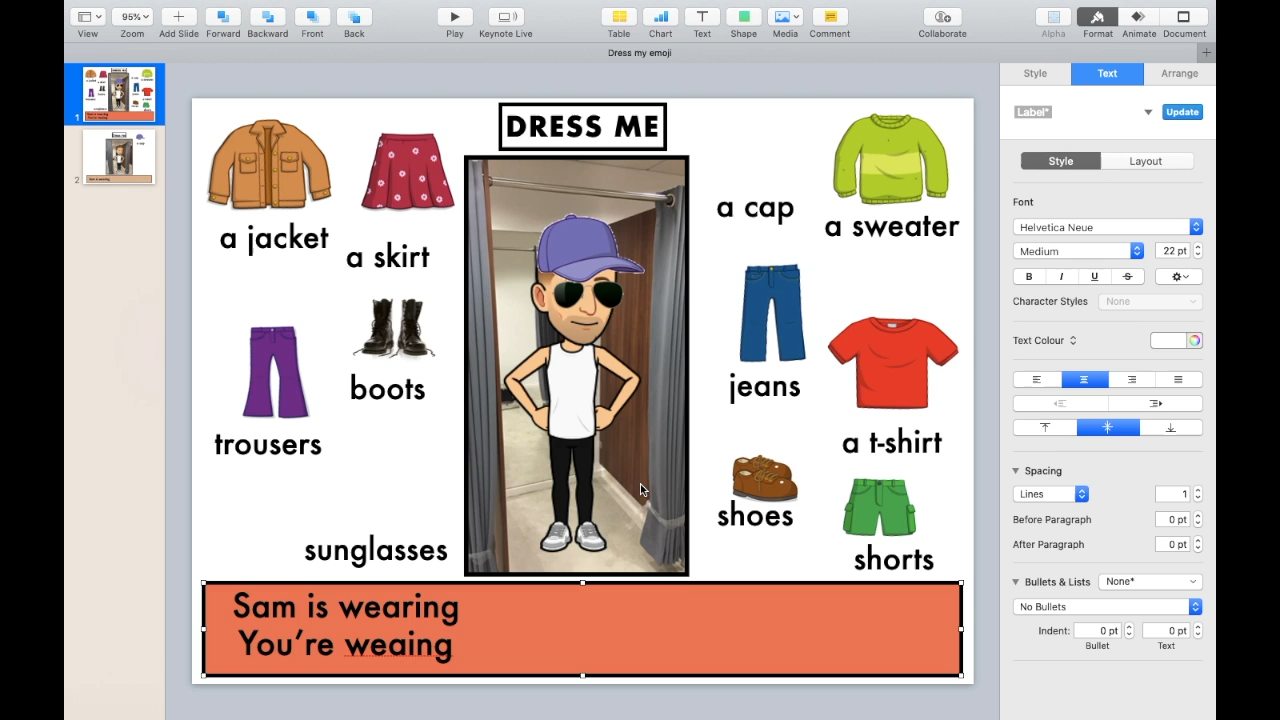 View
95%
Zoom
Add Slide
Forward
Backward
Front
Back
Play
Keynote Live
Table
Chart
Text
Shape
Media
Comment
Collaborate
Alpha
Format
Animate
Document
Dress my emoji
1
2
DRESS ME
a jacket
a skirt
a cap
a sweater
trousers
boots
jeans
a t-shirt
sunglasses
shoes
shorts
Sam is wearing
You're weaing
Style
Text
Arrange
Label*
Update
Style
Layout
Font
Helvetica Neue
Medium
22 pt
B I U S
Character Styles
None
Text Colour
Spacing
Lines
1
Before Paragraph
0 pt
After Paragraph
0 pt
Bullets & Lists
None*
No Bullets
Indent:
0 pt
0 pt
Bullet
Text